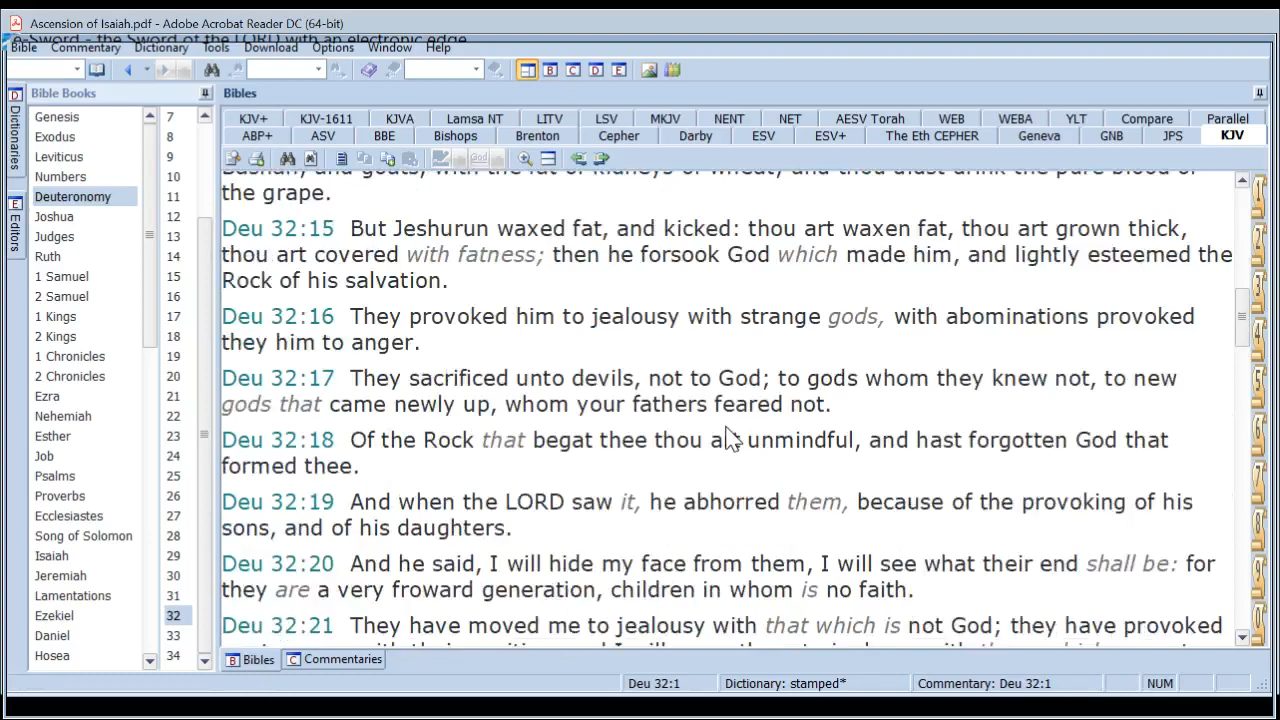 Ascension of Isaiah.pdf - Adobe Acrobat Reader DC (64-bit)
e-Sword - the Sword of the LORD with an electronic edge
Bible Commentary Dictionary Tools Download Options Window Help
Bible Books
Bibles
Dictionaries
Editors
Genesis 7
Exodus 8
Leviticus 9
Numbers 10
Deuteronomy 11
Joshua 12
Judges 13
Ruth 14
1 Samuel 15
2 Samuel 16
1 Kings 17
2 Kings 18
1 Chronicles 19
2 Chronicles 20
Ezra 21
Nehemiah 22
Esther 23
Job 24
Psalms 25
Proverbs 26
Ecclesiastes 27
Song of Solomon 28
Isaiah 29
Jeremiah 30
Lamentations 31
Ezekiel 32
Daniel 33
Hosea 34
KJV+ KJV-1611 KJVA Lamsa NT LITV LSV MKJV NENT NET AESV Torah WEB WEBA YLT Compare Parallel
ABP+ ASV BBE Bishops Brenton Cepher Darby ESV ESV+ The Eth CEPHER Geneva GNB JPS KJV
the grape.
Deu 32:15 But Jeshurun waxed fat, and kicked: thou art waxen fat, thou art grown thick,
thou art covered with fatness; then he forsook God which made him, and lightly esteemed the
Rock of his salvation.
Deu 32:16 They provoked him to jealousy with strange gods, with abominations provoked
they him to anger.
Deu 32:17 They sacrificed unto devils, not to God; to gods whom they knew not, to new
gods that came newly up, whom your fathers feared not.
Deu 32:18 Of the Rock that begat thee thou art unmindful, and hast forgotten God that
formed thee.
Deu 32:19 And when the LORD saw it, he abhorred them, because of the provoking of his
sons, and of his daughters.
Deu 32:20 And he said, I will hide my face from them, I will see what their end shall be: for
they are a very froward generation, children in whom is no faith.
Deu 32:21 They have moved me to jealousy with that which is not God; they have provoked
Bibles Commentaries
Deu 32:1 Dictionary: stamped* Commentary: Deu 32:1 NUM